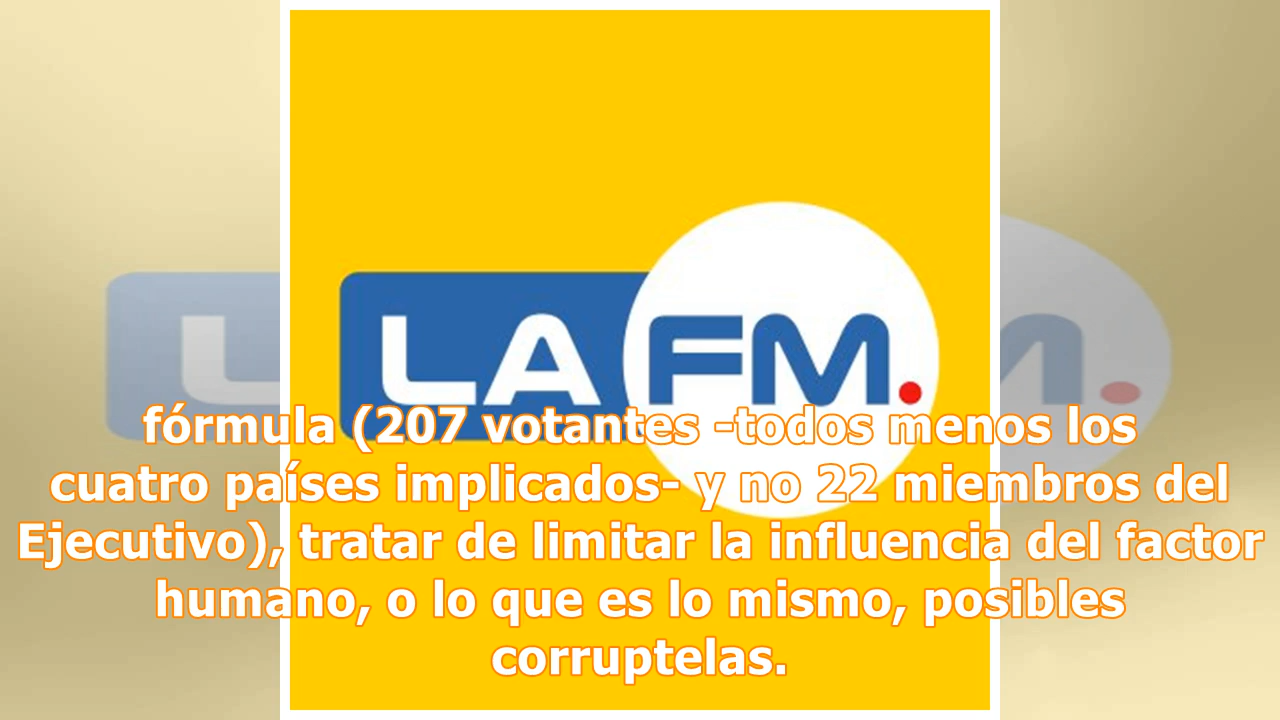 LA FM.
fórmula (207 votantes -todos menos los
cuatro países implicados- y no 22 miembros del
Ejecutivo), tratar de limitar la influencia del factor
humano, o lo que es lo mismo, posibles
corruptelas.